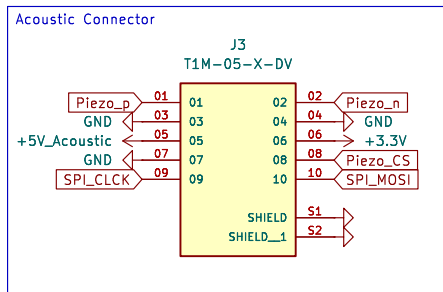 Acoustic Connector
J3
T1M-05-X-DV
Piezo_p 01 01 02 02 Piezo_n
GND 03 03 04 04 GND
+5V_Acoustic 05 05 06 06 +3.3V
GND 07 07 08 08 Piezo_CS
SPI_CLCK 09 09 10 10 SPI_MOSI
SHIELD S1
SHIELD__1 S2